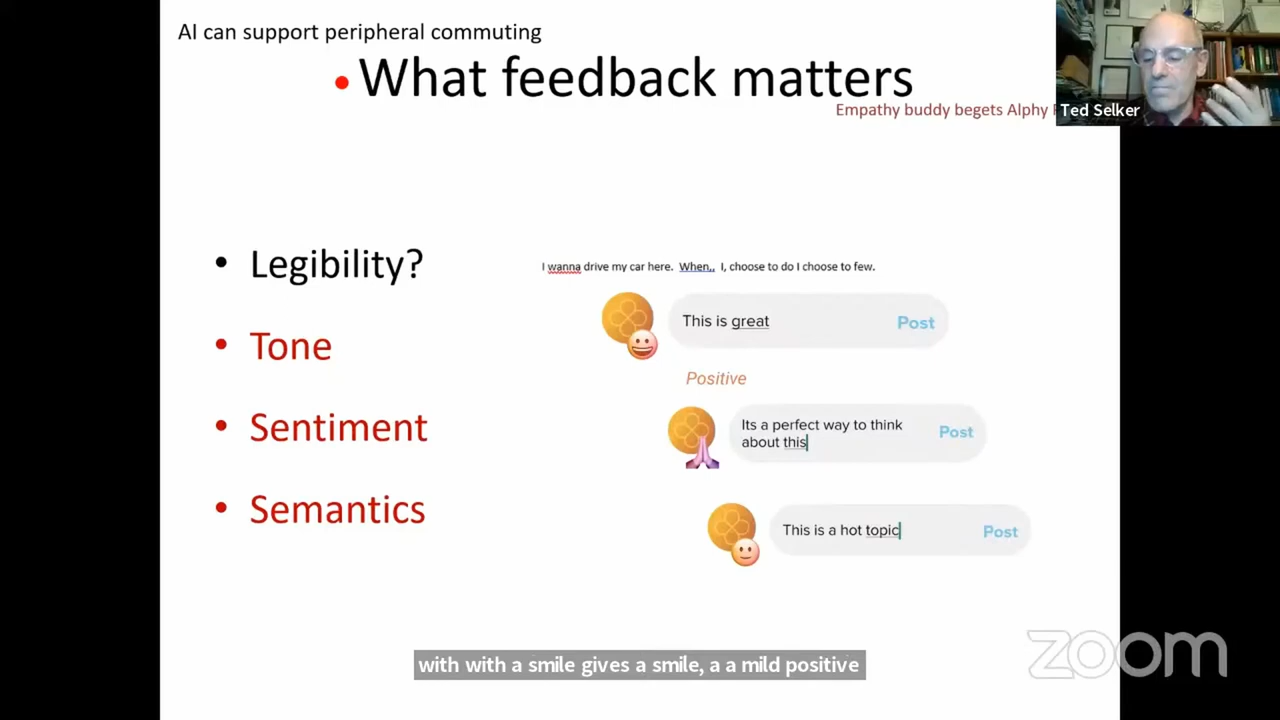 AI can support peripheral commuting
• What feedback matters
Empathy buddy begets Alphy
Ted Selker
• Legibility?
• Tone
• Sentiment
• Semantics
I wanna drive my car here. When,, I, choose to do I choose to few.
This is great
Post
Positive
Its a perfect way to think
about this
Post
This is a hot topic
Post
with with a smile gives a smile, a a mild positive
zoom